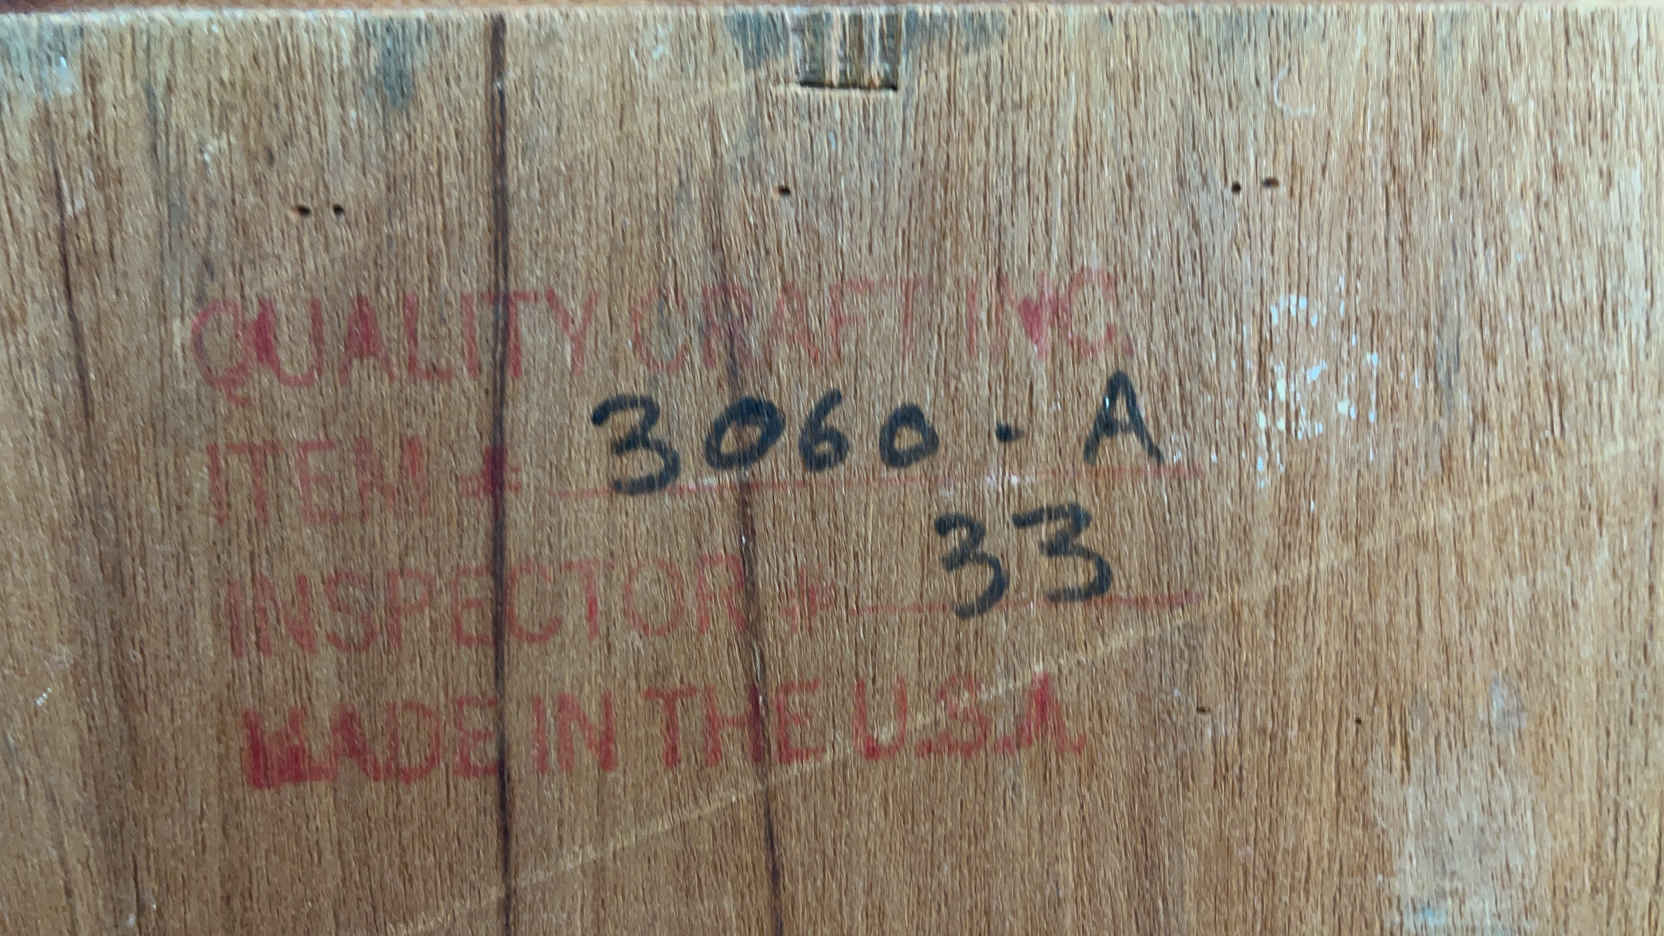 QUALITY CRAFT INC.
ITEM # 3060 - A
INSPECTOR # 33
MADE IN THE U.S.A.